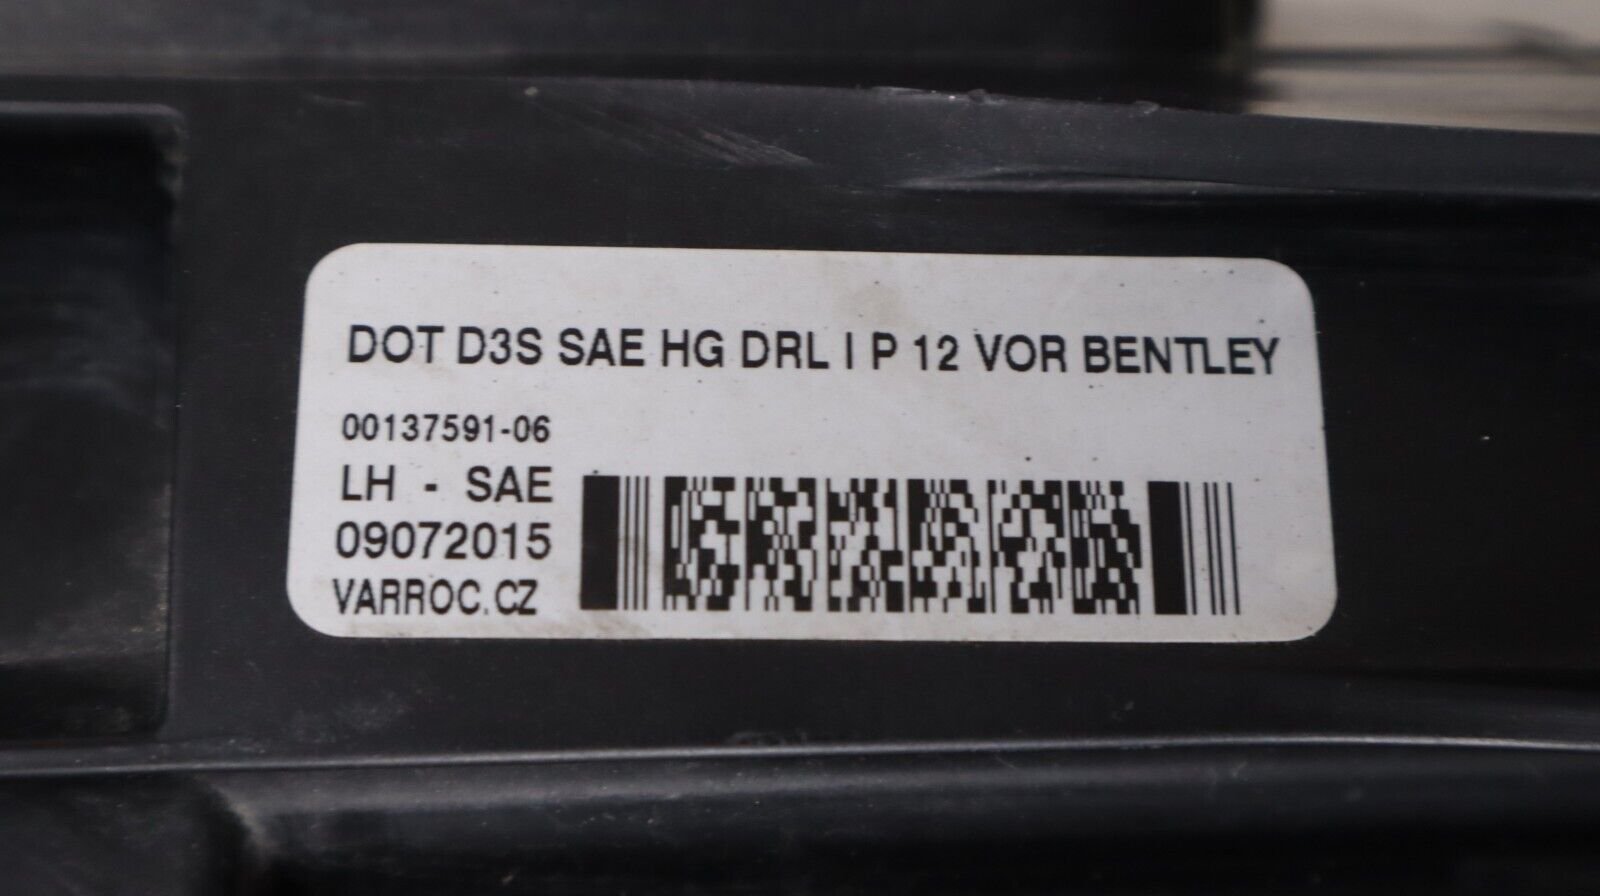 DOT D3S SAE HG DRL I P 12 VOR BENTLEY
00137591-06
LH - SAE
09072015
VARROC.CZ